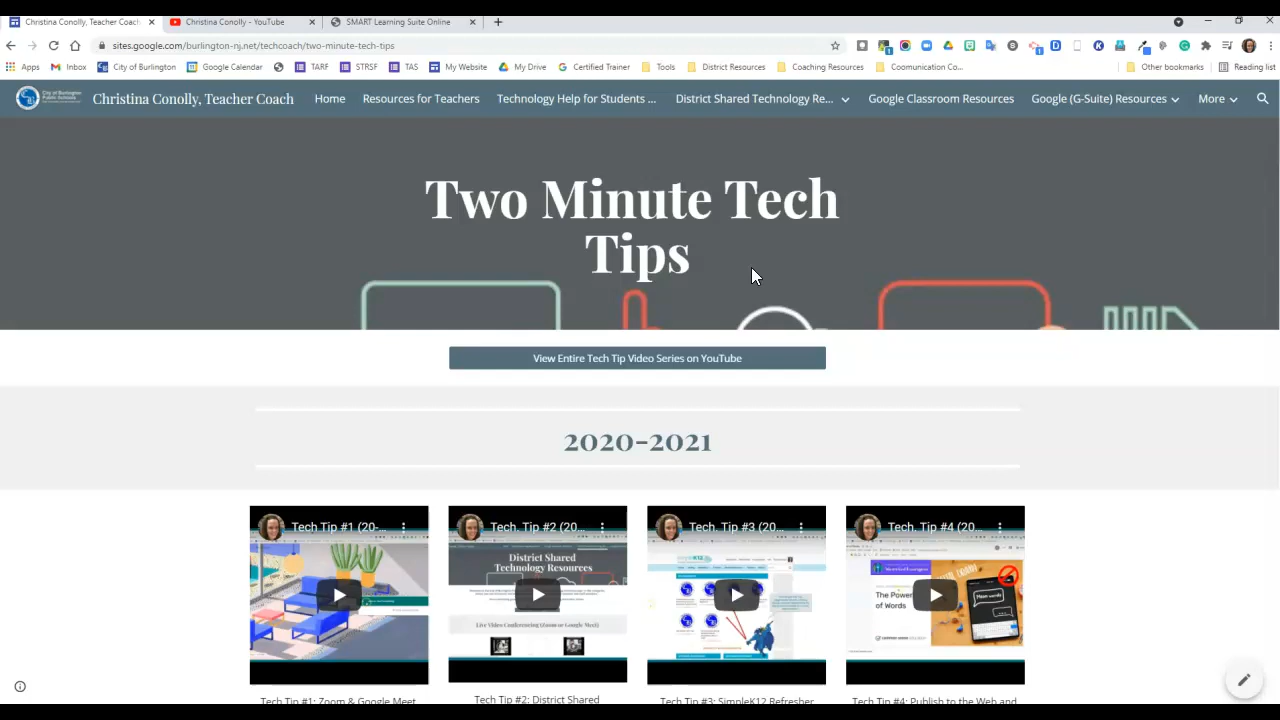 Christina Conolly, Teacher Coach
Christina Conolly - YouTube
SMART Learning Suite Online
sites.google.com/burlington-nj.net/techcoach/two-minute-tech-tips
Apps
Inbox
City of Burlington
Google Calendar
TARF
STRSF
TAS
My Website
My Drive
Certified Trainer
Tools
District Resources
Coaching Resources
Coomunication Co...
Other bookmarks
Reading list
City of Burlington
Public Schools
Christina Conolly, Teacher Coach
Home
Resources for Teachers
Technology Help for Students ...
District Shared Technology Re...
Google Classroom Resources
Google (G-Suite) Resources
More
Two Minute Tech
Tips
View Entire Tech Tip Video Series on YouTube
2020-2021
Tech Tip #1 (20-...
Tech. Tip #2 (20...
Tech. Tip #3 (20...
Tech. Tip #4 (20...
District Shared
Technology Resources
Live Video Conferencing (Zoom or Google Meet)
The Power
of Words
Tech Tip #1: Zoom & Google Meet
Tech Tip #2: District Shared
Tech Tip #3: SimpleK12 Refresher
Tech Tip #4: Publish to the Web and